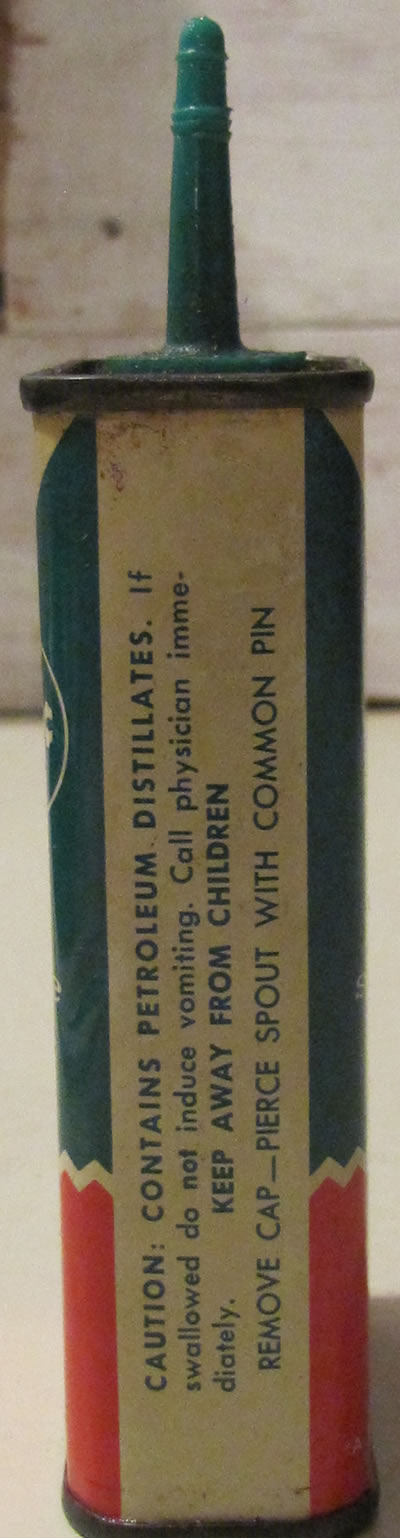 CAUTION: CONTAINS PETROLEUM DISTILLATES. If
swallowed do not induce vomiting. Call physician imme-
diately. KEEP AWAY FROM CHILDREN
REMOVE CAP—PIERCE SPOUT WITH COMMON PIN